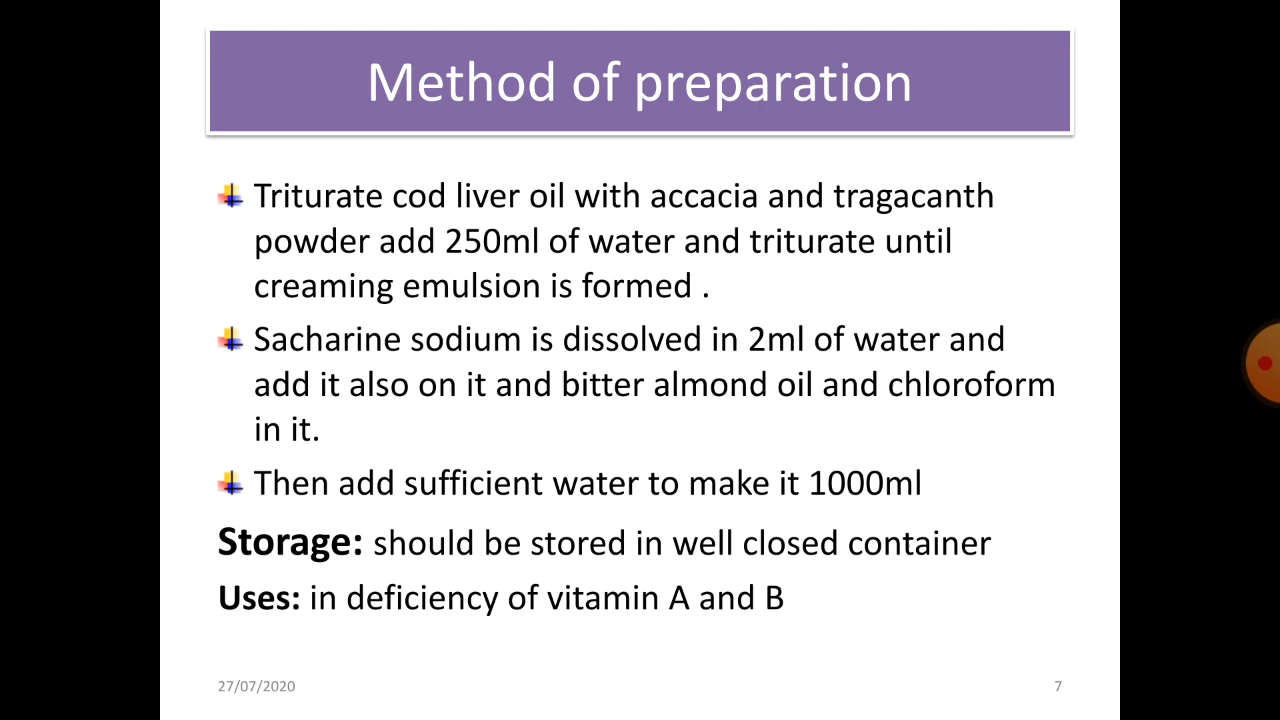 Method of preparation
Triturate cod liver oil with accacia and tragacanth
powder add 250ml of water and triturate until
creaming emulsion is formed .
Sacharine sodium is dissolved in 2ml of water and
add it also on it and bitter almond oil and chloroform
in it.
Then add sufficient water to make it 1000ml
Storage: should be stored in well closed container
Uses: in deficiency of vitamin A and B
27/07/2020
7